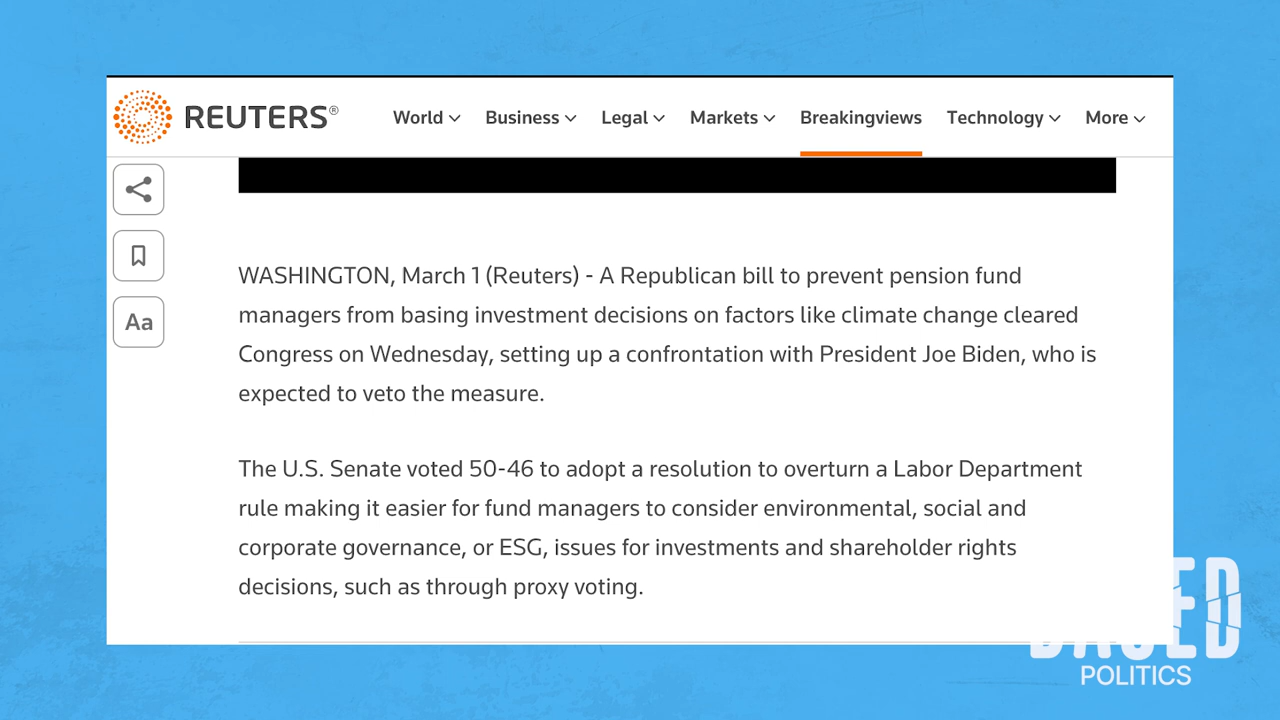 REUTERS®
World Business Legal Markets Breakingviews Technology More
Aa
WASHINGTON, March 1 (Reuters) - A Republican bill to prevent pension fund
managers from basing investment decisions on factors like climate change cleared
Congress on Wednesday, setting up a confrontation with President Joe Biden, who is
expected to veto the measure.
The U.S. Senate voted 50-46 to adopt a resolution to overturn a Labor Department
rule making it easier for fund managers to consider environmental, social and
corporate governance, or ESG, issues for investments and shareholder rights
decisions, such as through proxy voting.
POLITICS